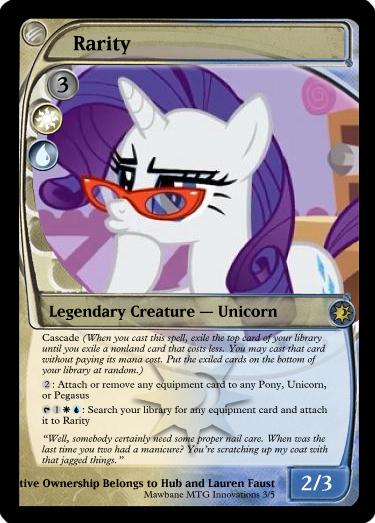 Rarity
3
Legendary Creature — Unicorn
Cascade (When you cast this spell, exile the top card of your library
until you exile a nonland card that costs less. You may cast that card
without paying its mana cost. Put the exiled cards on the bottom of
your library at random.)
2: Attach or remove any equipment card to any Pony, Unicorn,
or Pegasus
1 : Search your library for any equipment card and attach
it to Rarity
“Well, somebody certainly need some proper nail care. When was the
last time you two had a manicure? You’re scratching up my coat with
that jagged things.”
tive Ownership Belongs to Hub and Lauren Faust
Mawbane MTG Innovations 3/5
2/3